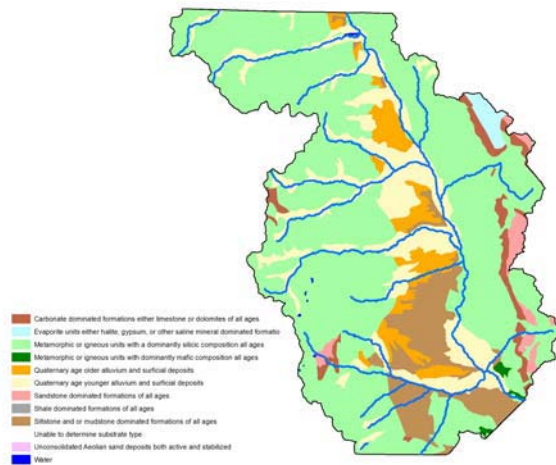 Carbonate dominated formations either limestone or dolomites of all ages
Evaporite units either halite, gypsum, or other saline mineral dominated formatio
Metamorphic or igneous units with a dominantly silicic composition all ages
Metamorphic or igneous units with dominantly mafic composition all ages
Quaternary age older alluvium and surficial deposits
Quaternary age younger alluvium and surficial deposits
Sandstone dominated formations of all ages
Shale dominated formations of all ages
Siltstone and or mudstone dominated formations of all ages
Unable to determine substrate type
Unconsolidated Aeolian sand deposits both active and stabilized
Water